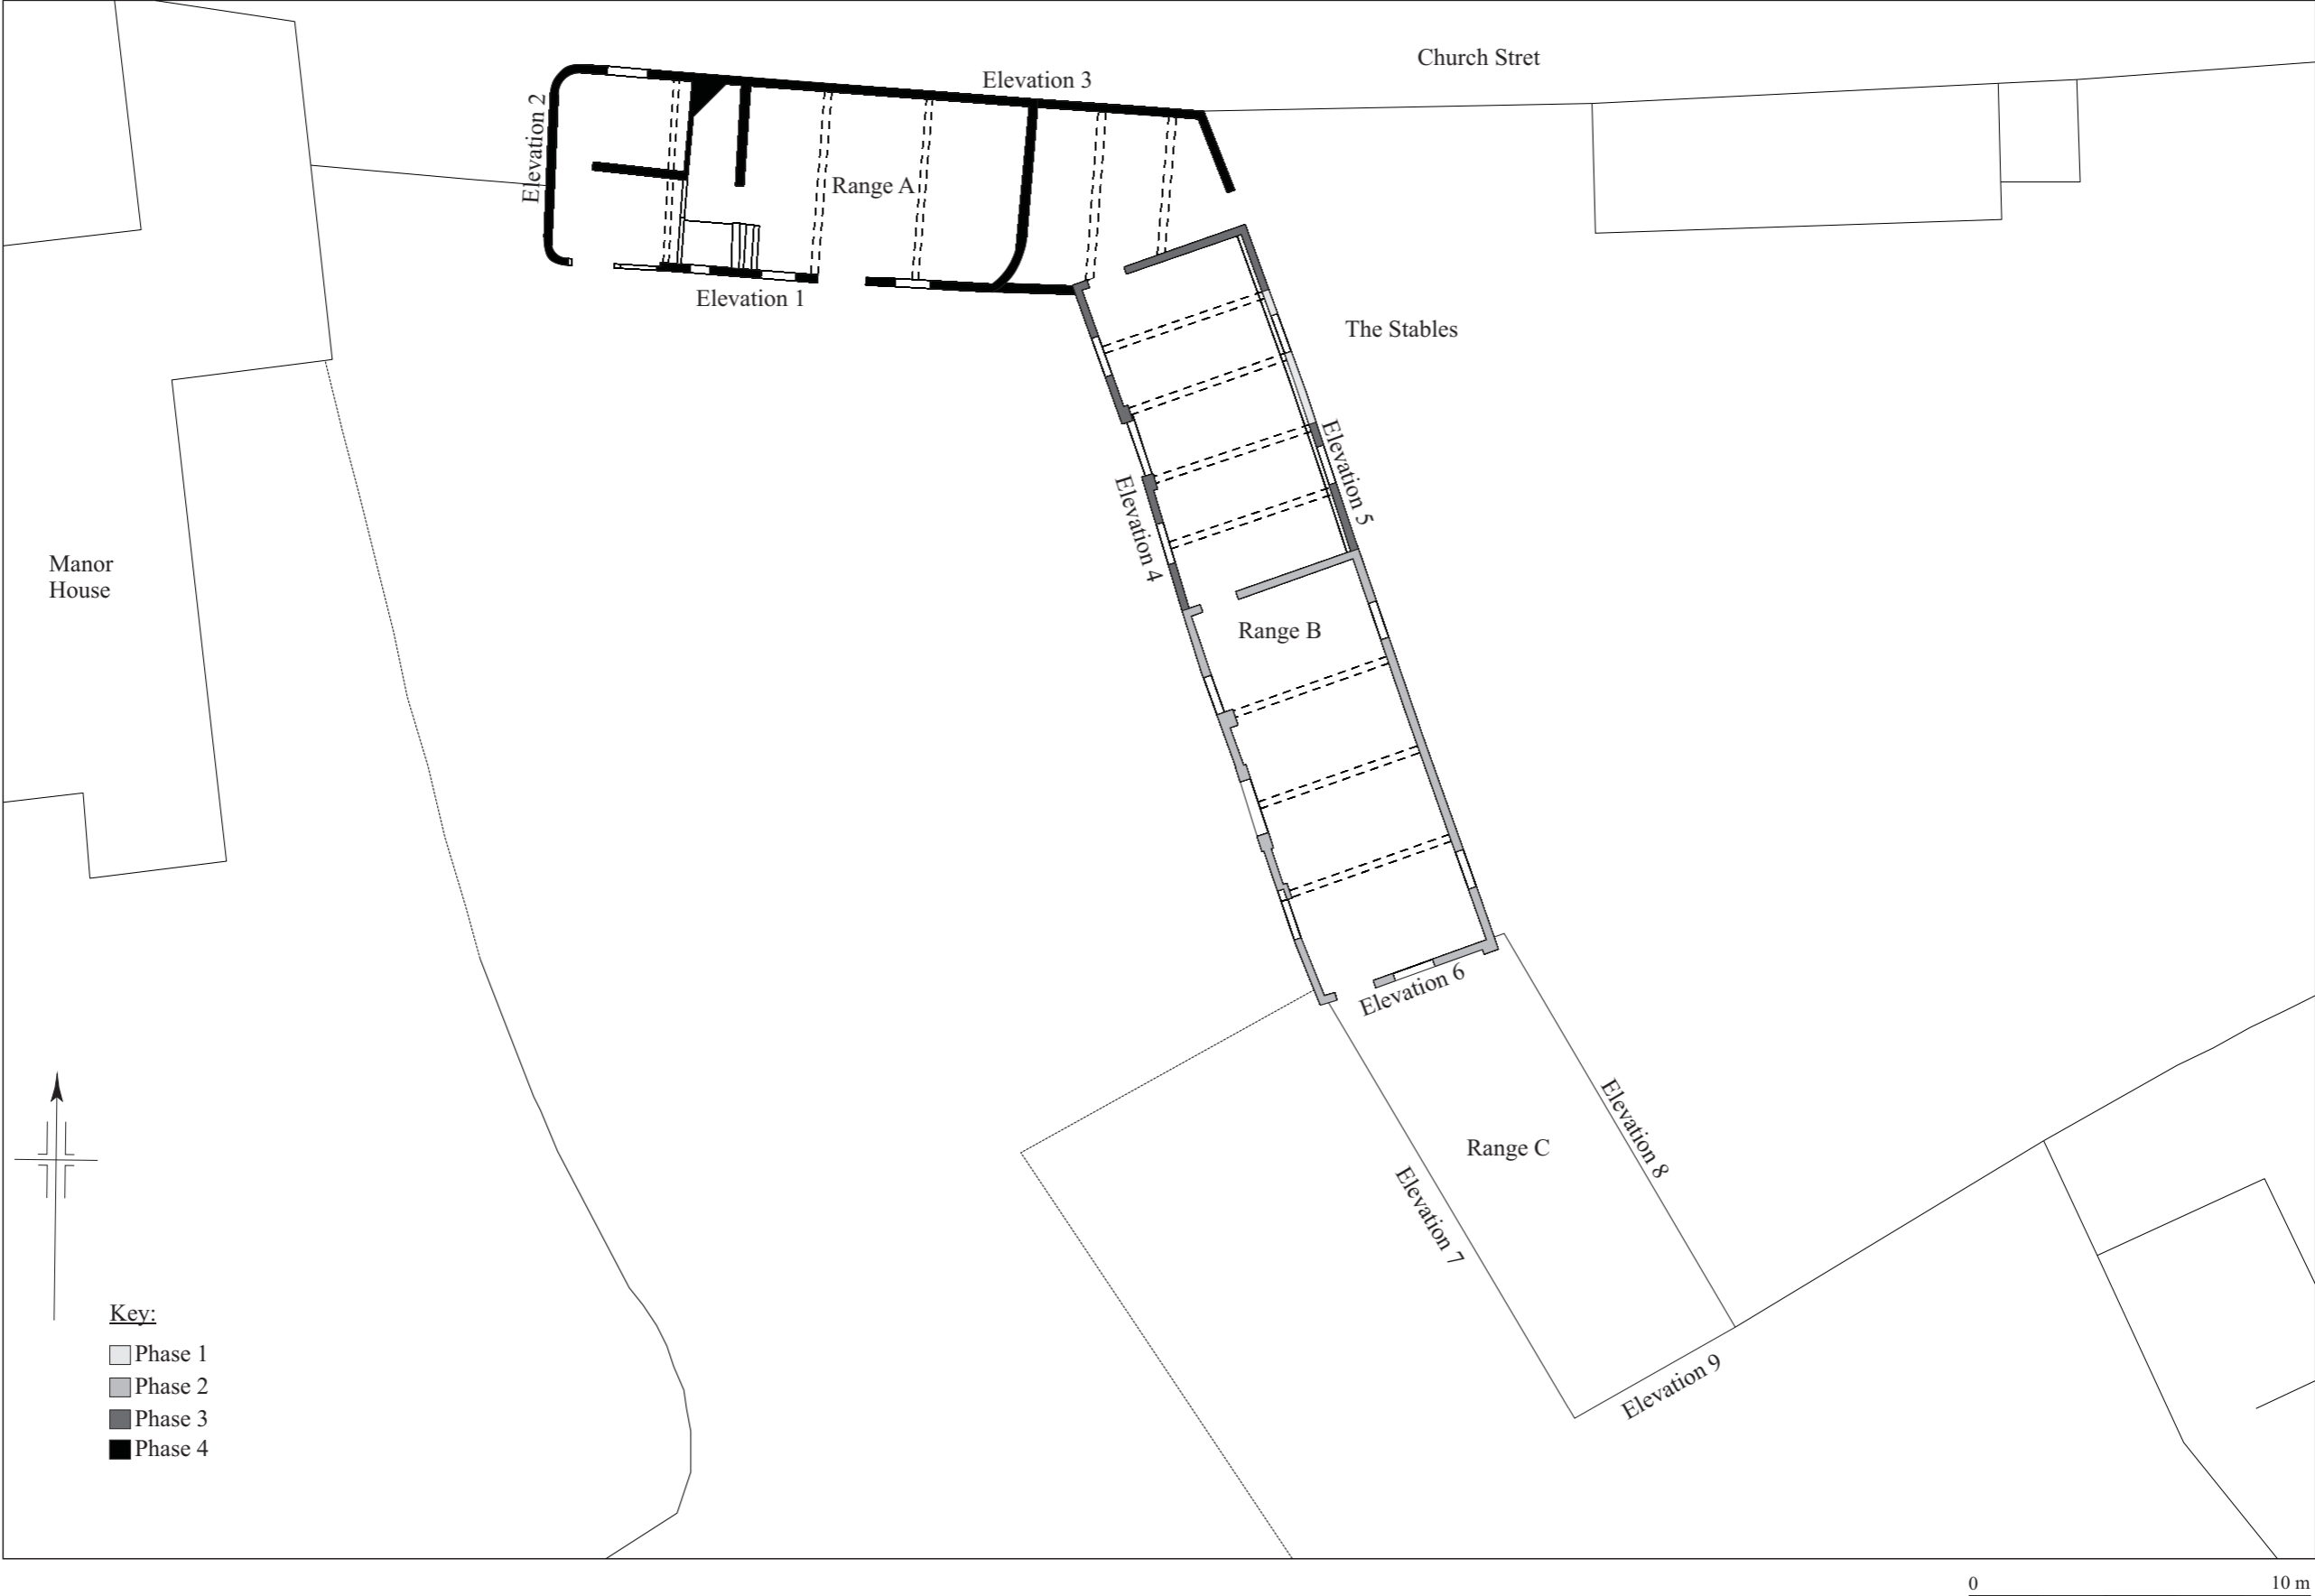 Church Stret
Elevation 3
Elevation 2
Range A
Elevation 1
The Stables
Elevation 5
Elevation 4
Manor
House
Range B
Elevation 6
Range C
Elevation 8
Elevation 7
Elevation 9
Key:
Phase 1
Phase 2
Phase 3
Phase 4
0 10 m